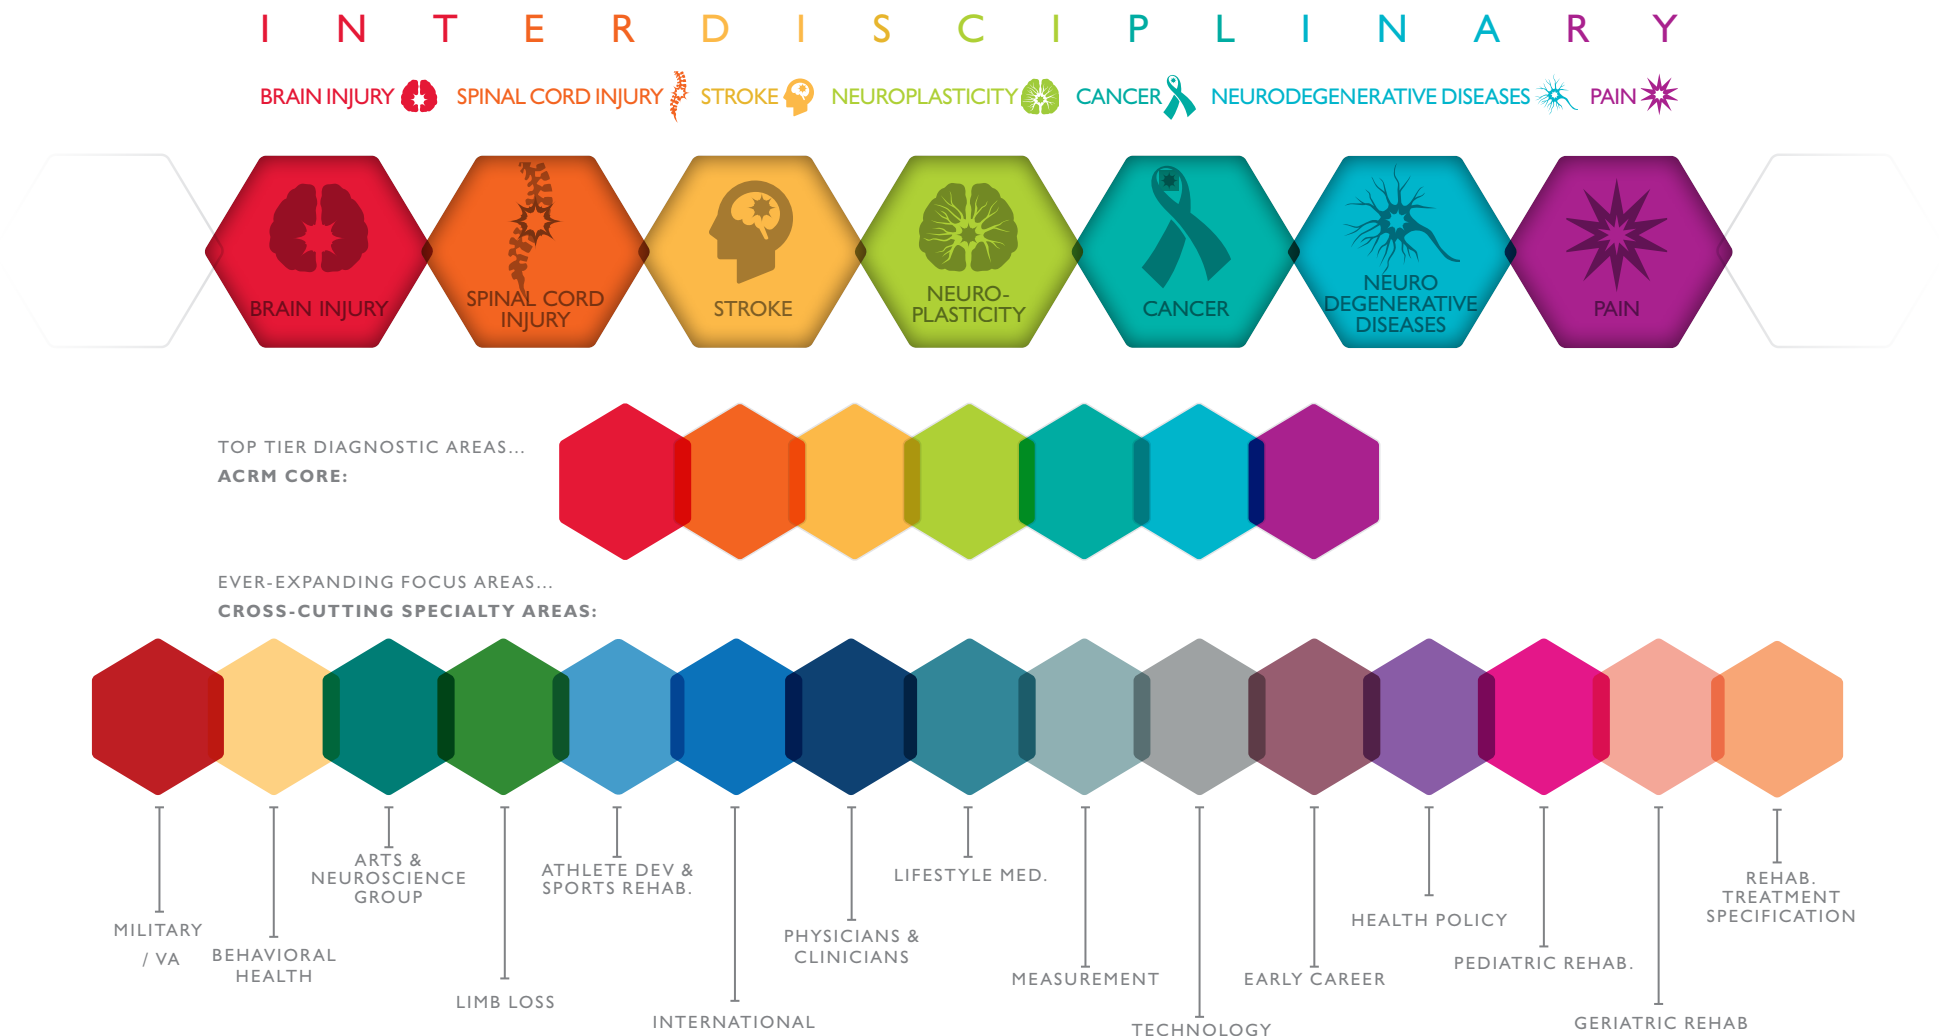 INTERDISCIPLINARY
BRAIN INJURY SPINAL CORD INJURY STROKE NEUROPLASTICITY CANCER NEURODEGENERATIVE DISEASES PAIN
BRAIN INJURY
SPINAL CORD
INJURY
STROKE
NEURO-
PLASTICITY
CANCER
NEURO
DEGENERATIVE
DISEASES
PAIN
TOP TIER DIAGNOSTIC AREAS...
ACRM CORE:
EVER-EXPANDING FOCUS AREAS...
CROSS-CUTTING SPECIALTY AREAS:
MILITARY
/ VA
BEHAVIORAL
HEALTH
ARTS &
NEUROSCIENCE
GROUP
LIMB LOSS
ATHLETE DEV &
SPORTS REHAB.
INTERNATIONAL
PHYSICIANS &
CLINICIANS
LIFESTYLE MED.
MEASUREMENT
TECHNOLOGY
EARLY CAREER
HEALTH POLICY
PEDIATRIC REHAB.
GERIATRIC REHAB
REHAB.
TREATMENT
SPECIFICATION